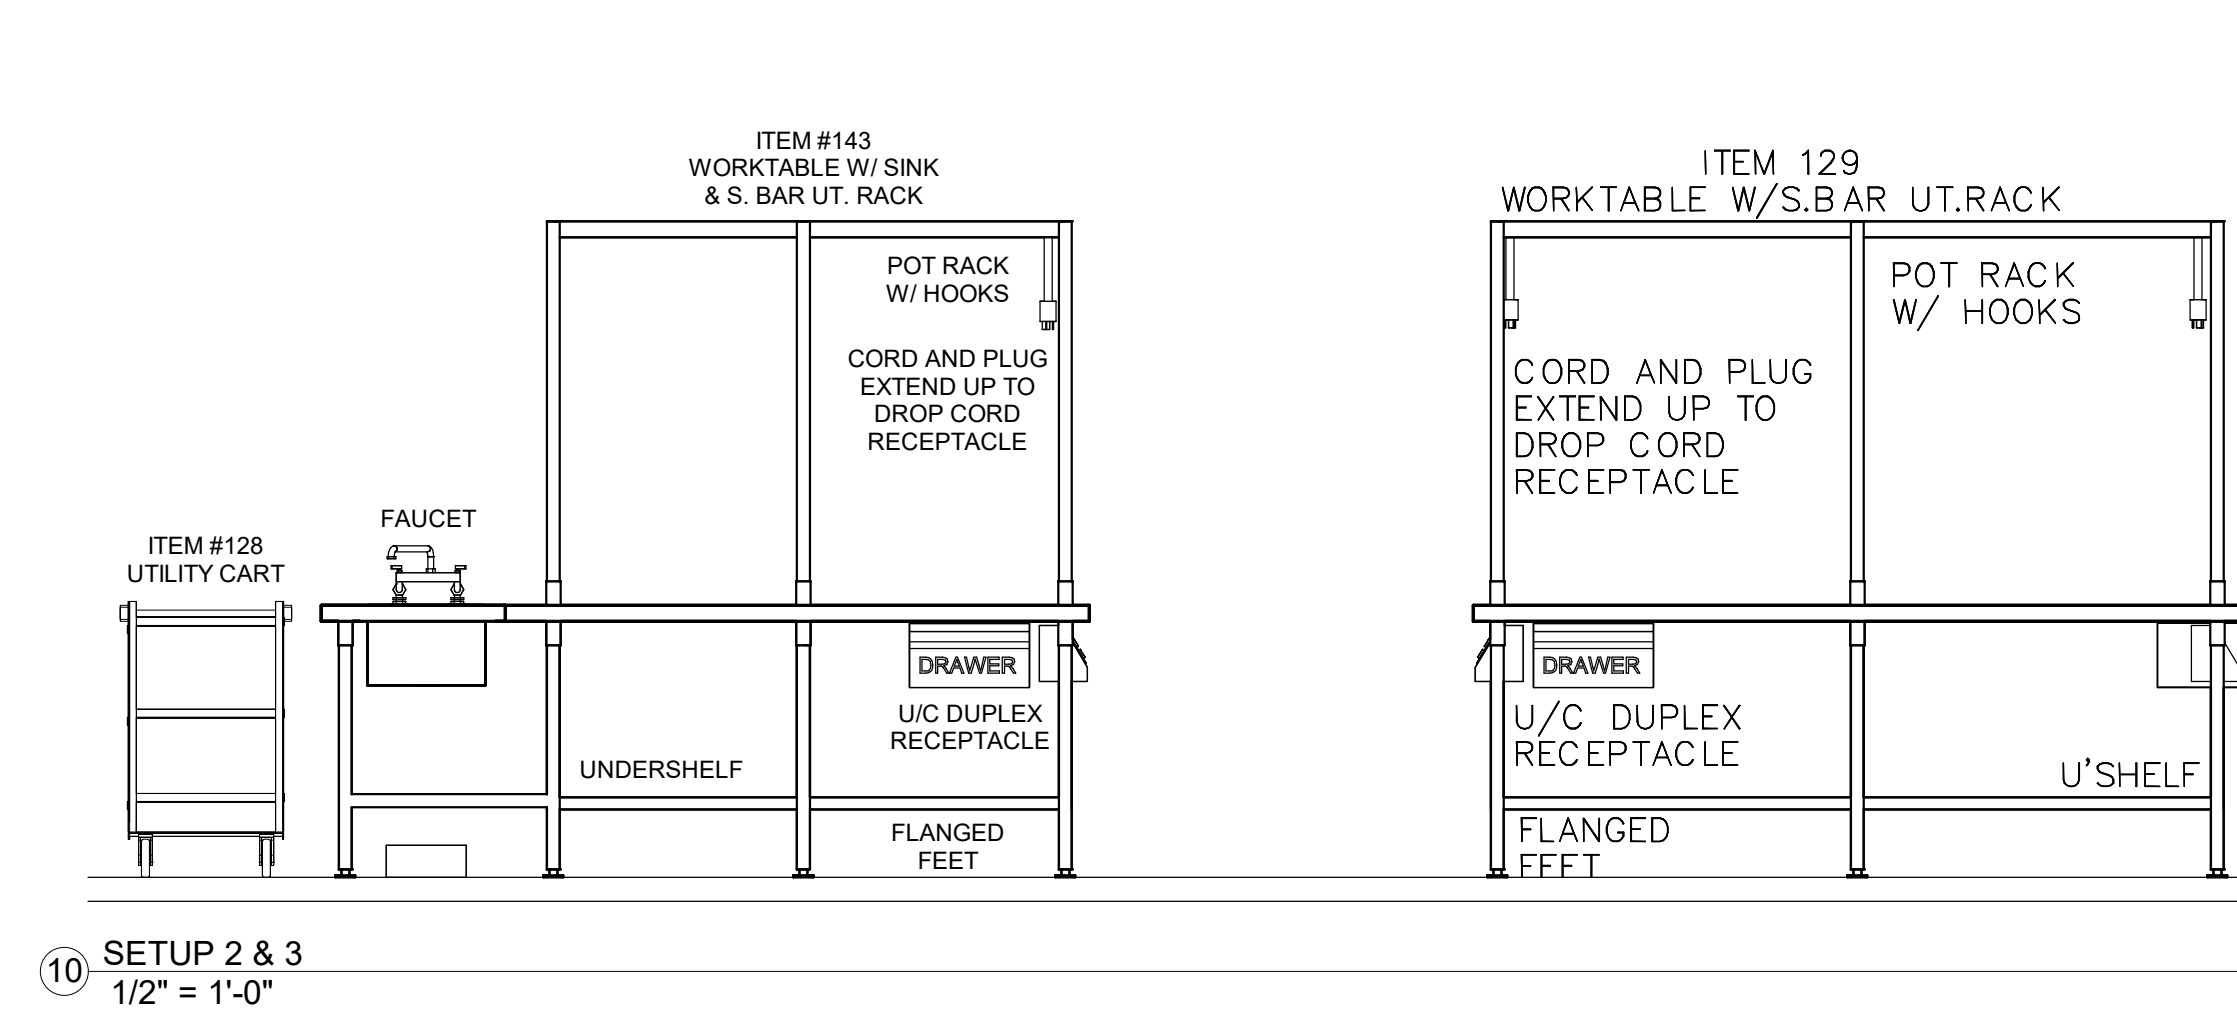 ITEM #143
WORKTABLE W/ SINK
& S. BAR UT. RACK
POT RACK
W/ HOOKS
CORD AND PLUG
EXTEND UP TO
DROP CORD
RECEPTACLE
FAUCET
ITEM #128
UTILITY CART
DRAWER
U/C DUPLEX
RECEPTACLE
UNDERSHELF
FLANGED
FEET
ITEM 129
WORKTABLE W/S.BAR UT.RACK
POT RACK
W/ HOOKS
CORD AND PLUG
EXTEND UP TO
DROP CORD
RECEPTACLE
DRAWER
U/C DUPLEX
RECEPTACLE
U'SHELF
FLANGED
FEET
10
SETUP 2 & 3
1/2" = 1'-0"